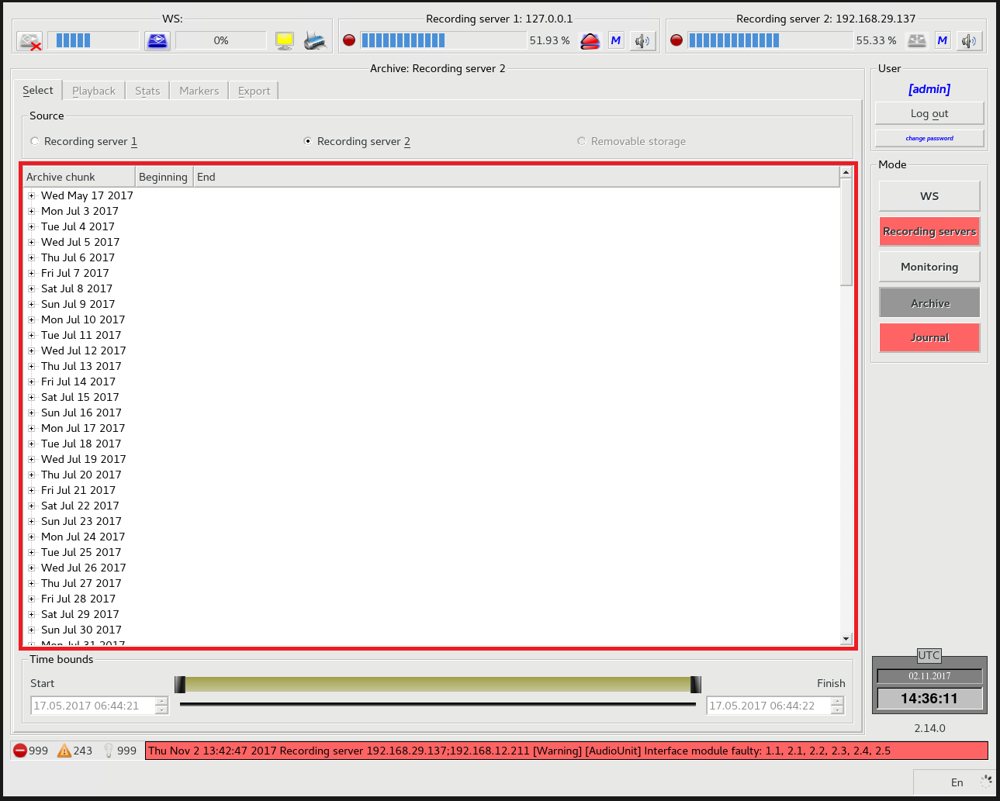 WS:
0%
Recording server 1: 127.0.0.1
51.93 %
M
Recording server 2: 192.168.29.137
55.33 %
M
Archive: Recording server 2
Select
Playback
Stats
Markers
Export
Source
Recording server 1
Recording server 2
Removable storage
Archive chunk
Beginning
End
Wed May 17 2017
Mon Jul 3 2017
Tue Jul 4 2017
Wed Jul 5 2017
Thu Jul 6 2017
Fri Jul 7 2017
Sat Jul 8 2017
Sun Jul 9 2017
Mon Jul 10 2017
Tue Jul 11 2017
Wed Jul 12 2017
Thu Jul 13 2017
Fri Jul 14 2017
Sat Jul 15 2017
Sun Jul 16 2017
Mon Jul 17 2017
Tue Jul 18 2017
Wed Jul 19 2017
Thu Jul 20 2017
Fri Jul 21 2017
Sat Jul 22 2017
Sun Jul 23 2017
Mon Jul 24 2017
Tue Jul 25 2017
Wed Jul 26 2017
Thu Jul 27 2017
Fri Jul 28 2017
Sat Jul 29 2017
Sun Jul 30 2017
Mon Jul 31 2017
Time bounds
Start
Finish
17.05.2017 06:44:21
17.05.2017 06:44:22
User
[admin]
Log out
change password
Mode
WS
Recording servers
Monitoring
Archive
Journal
UTC
02.11.2017
14:36:11
2.14.0
999
243
999
Thu Nov 2 13:42:47 2017 Recording server 192.168.29.137;192.168.12.211 [Warning] [AudioUnit] Interface module faulty: 1.1, 2.1, 2.2, 2.3, 2.4, 2.5
En